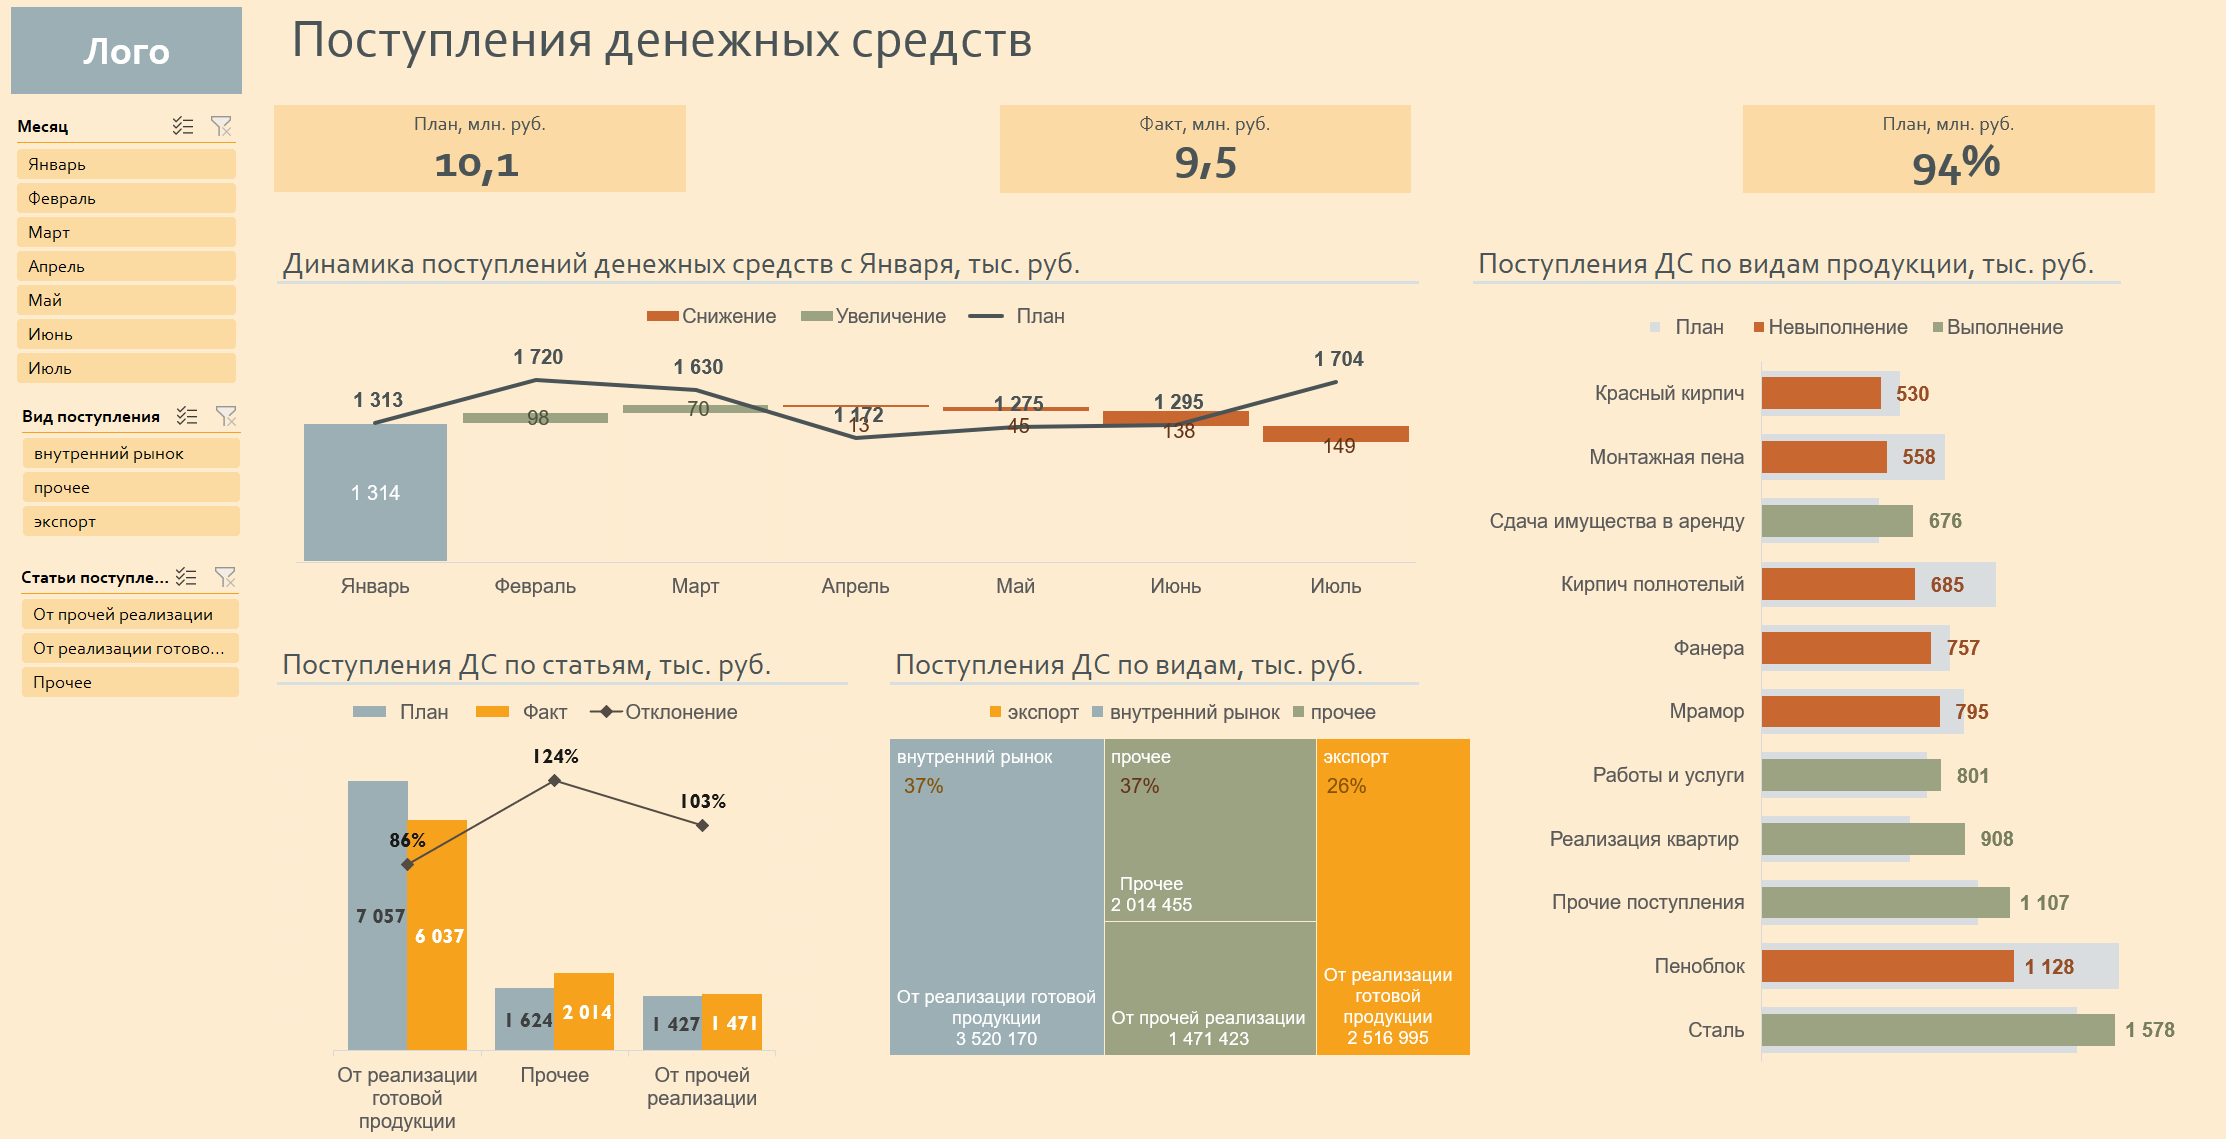 Лого
Поступления денежных средств
Месяц
Январь
Февраль
Март
Апрель
Май
Июнь
Июль
Вид поступления
внутренний рынок
прочее
экспорт
Статьи поступле...
От прочей реализации
От реализации готово...
Прочее
План, млн. руб.
10,1
Факт, млн. руб.
9,5
План, млн. руб.
94%
Динамика поступлений денежных средств с Января, тыс. руб.
Снижение
Увеличение
План
1 313
1 720
1 630
1 172
1 275
1 295
1 704
1 314
98
70
13
45
138
149
Январь
Февраль
Март
Апрель
Май
Июнь
Июль
Поступления ДС по статьям, тыс. руб.
План
Факт
Отклонение
86%
124%
103%
7 057
6 037
1 624
2 014
1 427
1 471
От реализации
готовой
продукции
Прочее
От прочей
реализации
Поступления ДС по видам, тыс. руб.
экспорт
внутренний рынок
прочее
внутренний рынок
37%
От реализации готовой
продукции
3 520 170
прочее
37%
Прочее
2 014 455
От прочей реализации
1 471 423
экспорт
26%
От реализации
готовой
продукции
2 516 995
Поступления ДС по видам продукции, тыс. руб.
План
Невыполнение
Выполнение
Красный кирпич
530
Монтажная пена
558
Сдача имущества в аренду
676
Кирпич полнотелый
685
Фанера
757
Мрамор
795
Работы и услуги
801
Реализация квартир
908
Прочие поступления
1 107
Пеноблок
1 128
Сталь
1 578